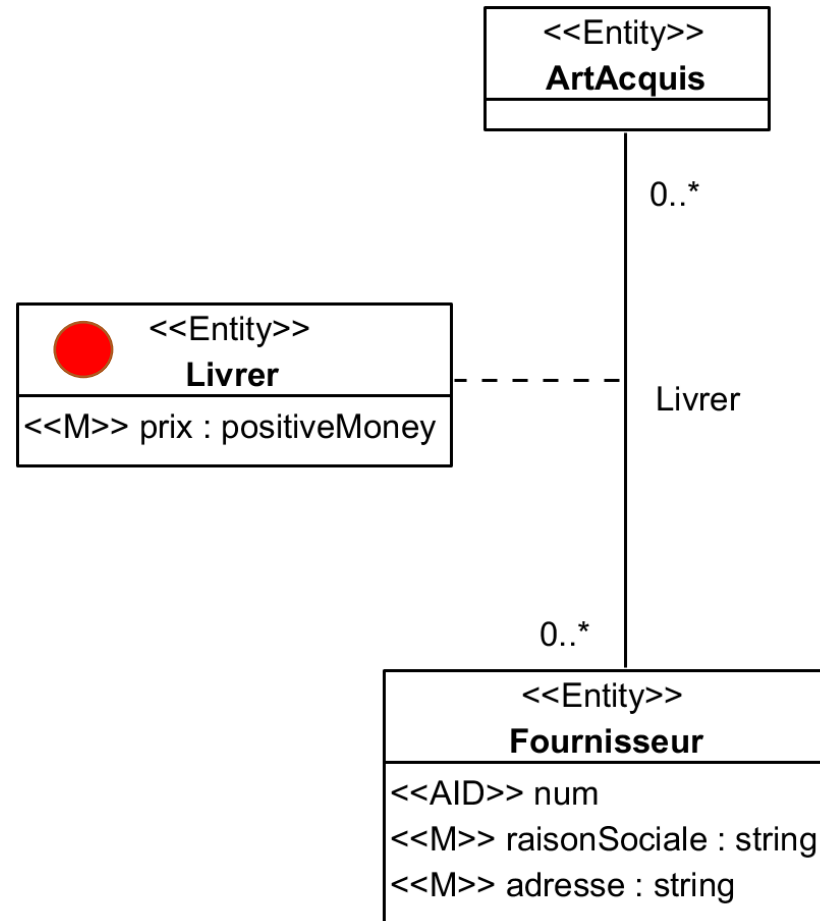 <<Entity>>
ArtAcquis
0..*
<<Entity>>
Livrer
<<M>> prix : positiveMoney
Livrer
0..*
<<Entity>>
Fournisseur
<<AID>> num
<<M>> raisonSociale : string
<<M>> adresse : string